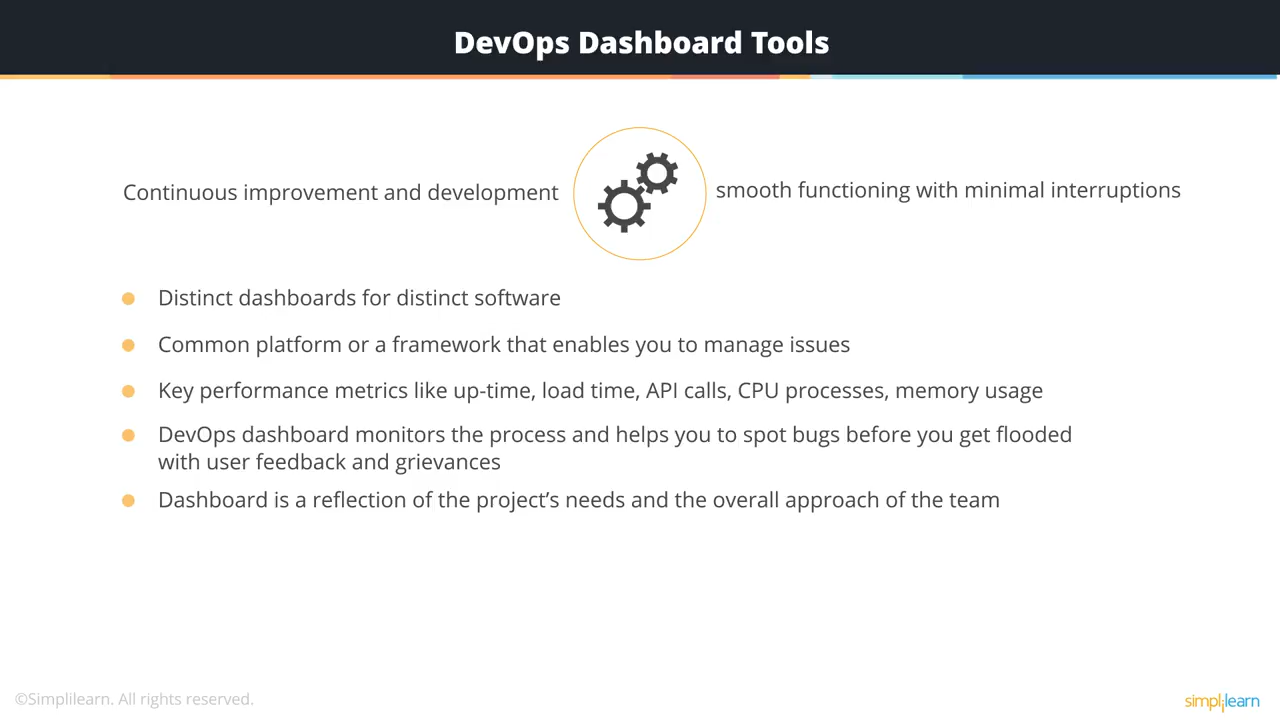 DevOps Dashboard Tools
Continuous improvement and development
smooth functioning with minimal interruptions
Distinct dashboards for distinct software
Common platform or a framework that enables you to manage issues
Key performance metrics like up-time, load time, API calls, CPU processes, memory usage
DevOps dashboard monitors the process and helps you to spot bugs before you get flooded
with user feedback and grievances
Dashboard is a reflection of the project’s needs and the overall approach of the team
©Simplilearn. All rights reserved.
simplilearn